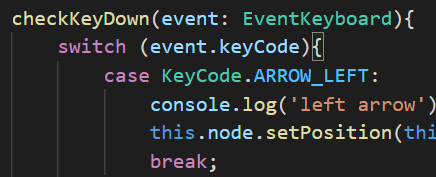 checkKeyDown(event: EventKeyboard){
switch (event.keyCode){
case KeyCode.ARROW_LEFT:
console.log('left arrow')
this.node.setPosition(thi
break;